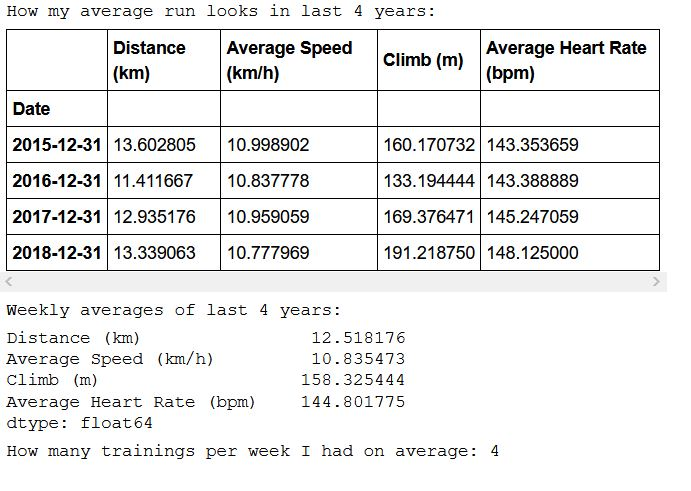 How my average run looks in last 4 years:
Distance (km) Average Speed (km/h) Climb (m) Average Heart Rate (bpm)
Date
2015-12-31 13.602805 10.998902 160.170732 143.353659
2016-12-31 11.411667 10.837778 133.194444 143.388889
2017-12-31 12.935176 10.959059 169.376471 145.247059
2018-12-31 13.339063 10.777969 191.218750 148.125000
Weekly averages of last 4 years:
Distance (km) 12.518176
Average Speed (km/h) 10.835473
Climb (m) 158.325444
Average Heart Rate (bpm) 144.801775
dtype: float64
How many trainings per week I had on average: 4